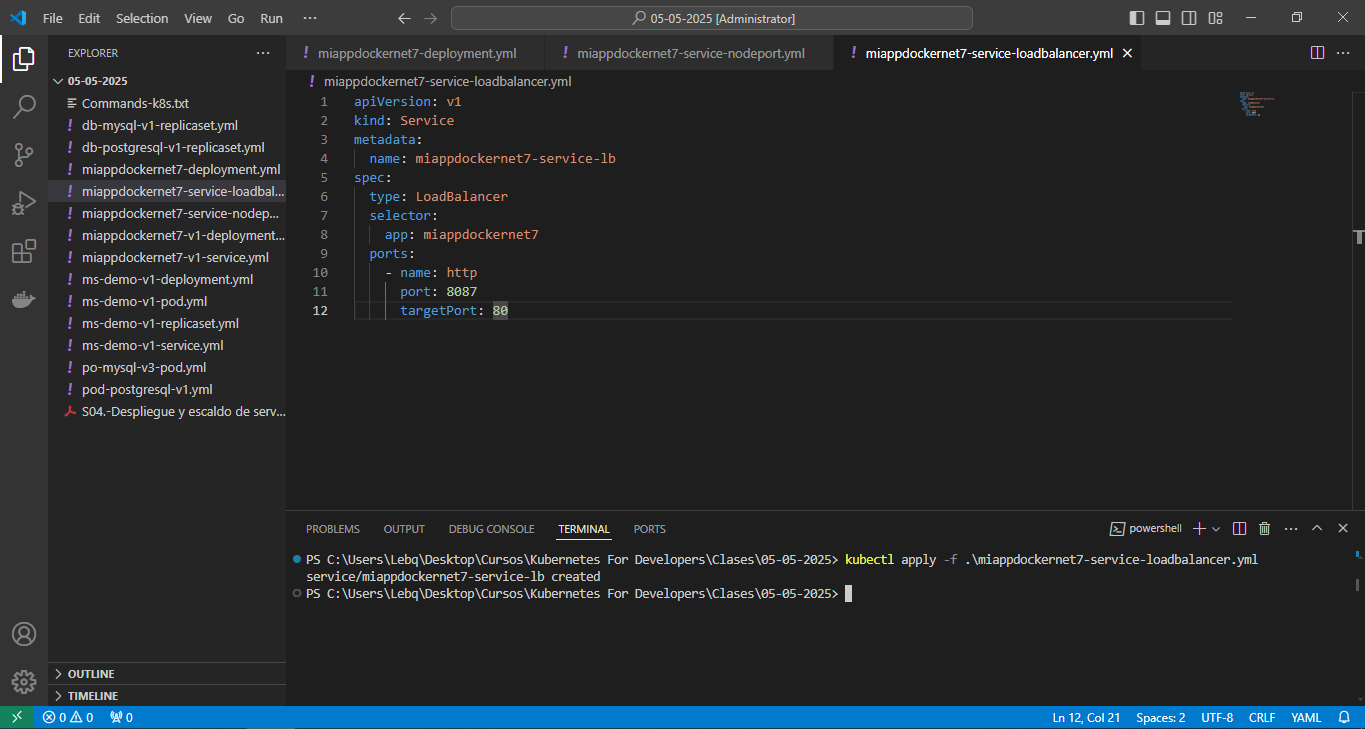 File Edit Selection View Go Run ··· 05-05-2025 [Administrator]
EXPLORER ···
05-05-2025
Commands-k8s.txt
db-mysql-v1-replicaset.yml
db-postgresql-v1-replicaset.yml
miappdockernet7-deployment.yml
miappdockernet7-service-loadbal...
miappdockernet7-service-nodep...
miappdockernet7-v1-deployment...
miappdockernet7-v1-service.yml
ms-demo-v1-deployment.yml
ms-demo-v1-pod.yml
ms-demo-v1-replicaset.yml
ms-demo-v1-service.yml
po-mysql-v3-pod.yml
pod-postgresql-v1.yml
S04.-Despliegue y escaldo de serv...
OUTLINE
TIMELINE
miappdockernet7-deployment.yml miappdockernet7-service-nodeport.yml miappdockernet7-service-loadbalancer.yml
miappdockernet7-service-loadbalancer.yml
1 apiVersion: v1
2 kind: Service
3 metadata:
4 name: miappdockernet7-service-lb
5 spec:
6 type: LoadBalancer
7 selector:
8 app: miappdockernet7
9 ports:
10 - name: http
11 port: 8087
12 targetPort: 80
PROBLEMS OUTPUT DEBUG CONSOLE TERMINAL PORTS powershell
PS C:\Users\Lebq\Desktop\Cursos\Kubernetes For Developers\Clases\05-05-2025> kubectl apply -f .\miappdockernet7-service-loadbalancer.yml
service/miappdockernet7-service-lb created
PS C:\Users\Lebq\Desktop\Cursos\Kubernetes For Developers\Clases\05-05-2025>
0 0 0 Ln 12, Col 21 Spaces: 2 UTF-8 CRLF YAML